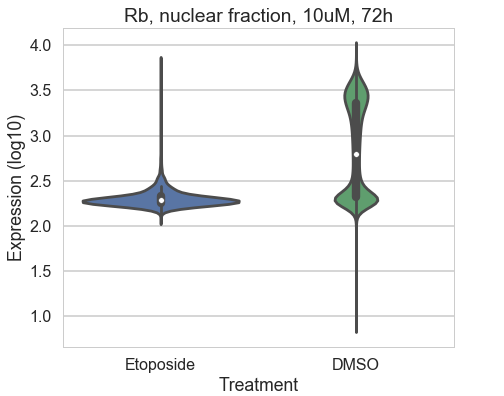 Rb, nuclear fraction, 10uM, 72h
Expression (log10)
4.0
3.5
3.0
2.5
2.0
1.5
1.0
Etoposide
DMSO
Treatment